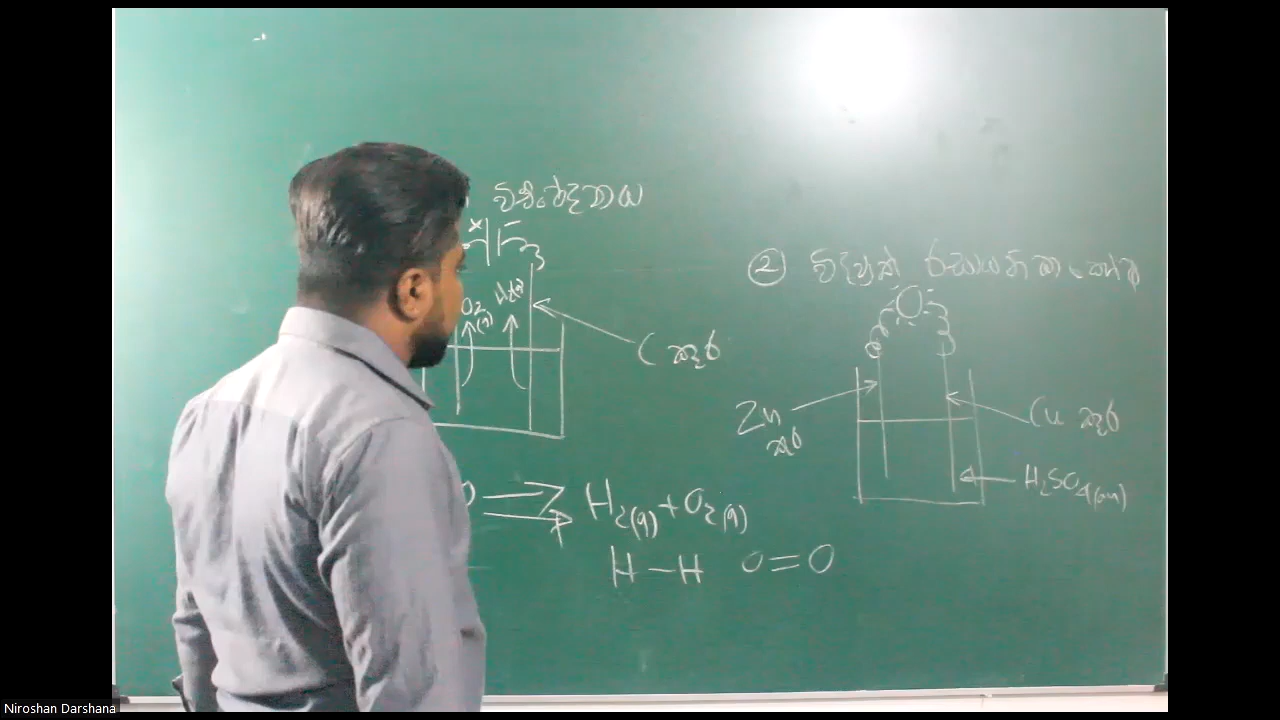 විච්ඡේදනය
+ −
O₂(g) H₂(g)
C කූර
→ H₂(g) + O₂(g)
H – H O = O
② විද්‍යුත් රසායනික කෝෂ
Zn කූර
Cu කූර
H₂SO₄(aq)
Niroshan Darshana